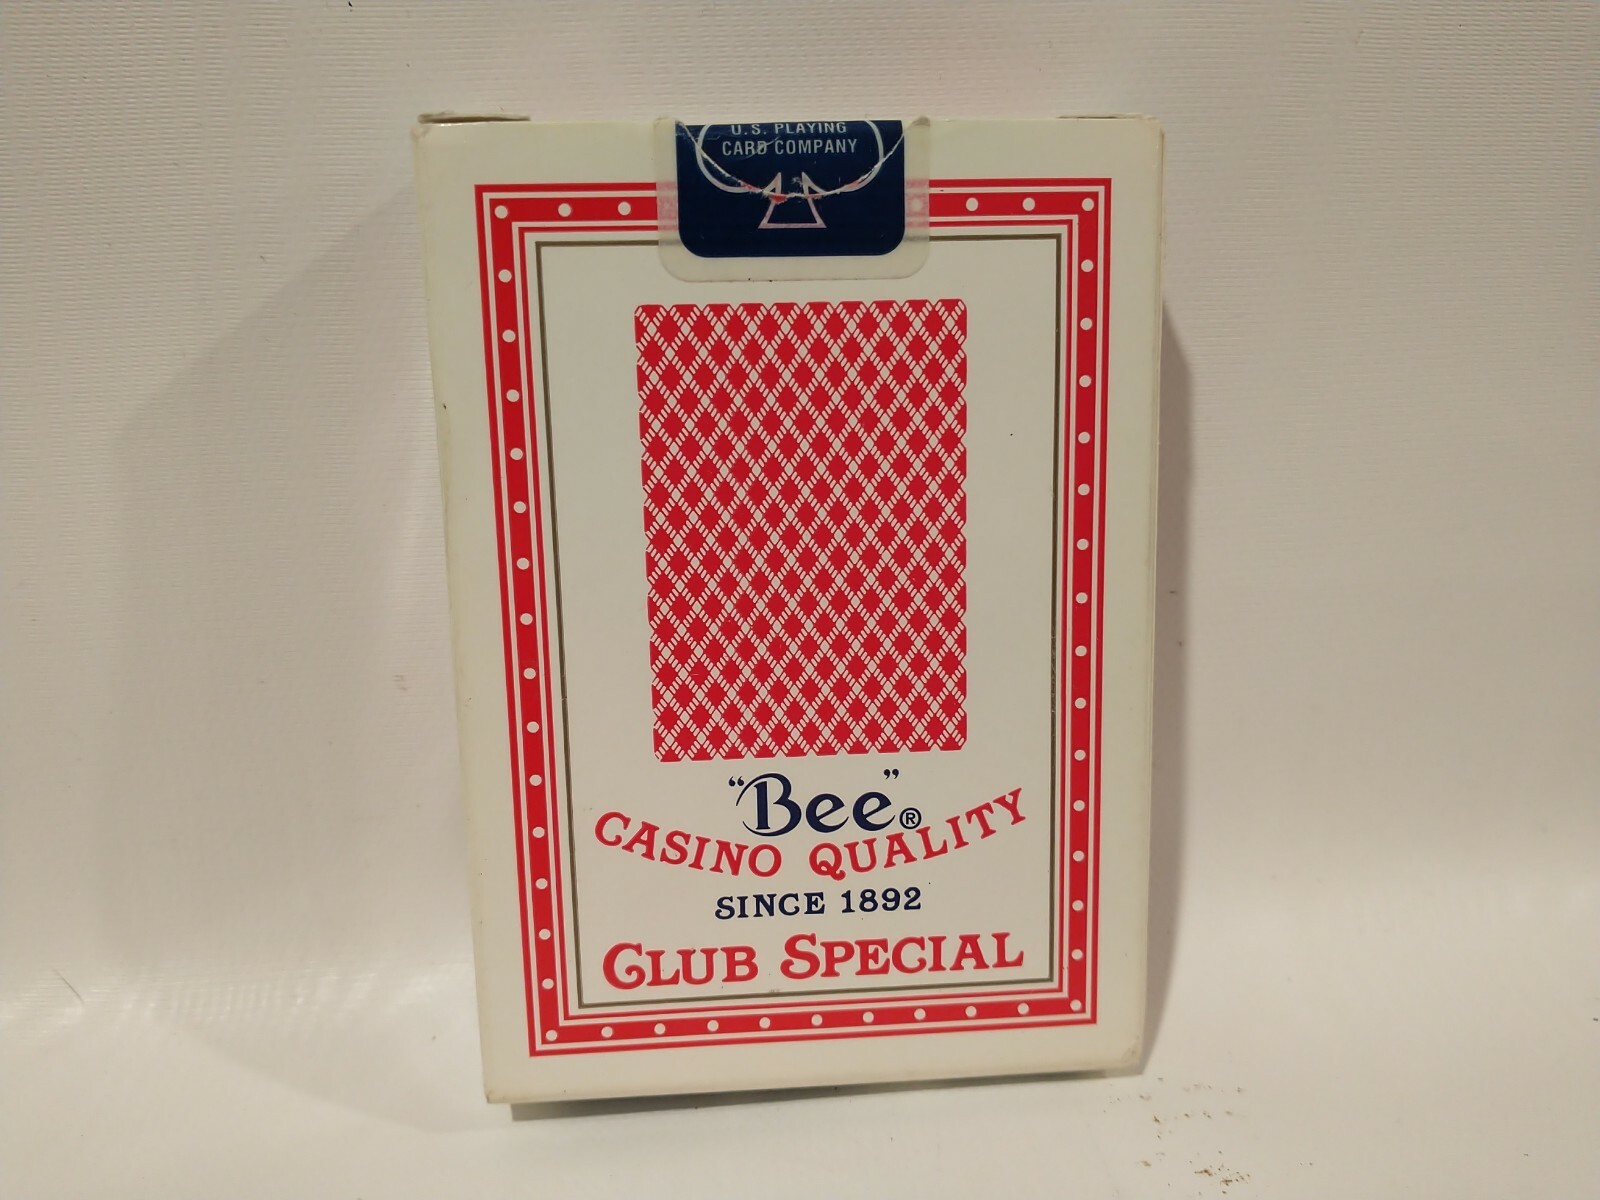 U.S. PLAYING
CARD COMPANY
"Bee"®
CASINO QUALITY
SINCE 1892
CLUB SPECIAL